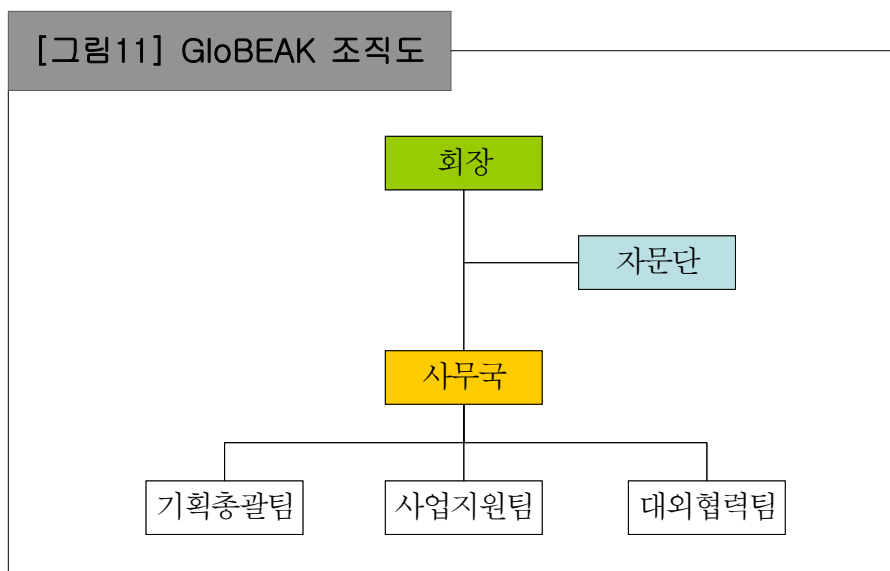 [그림11] GloBEAK 조직도
회장
자문단
사무국
기획총괄팀
사업지원팀
대외협력팀